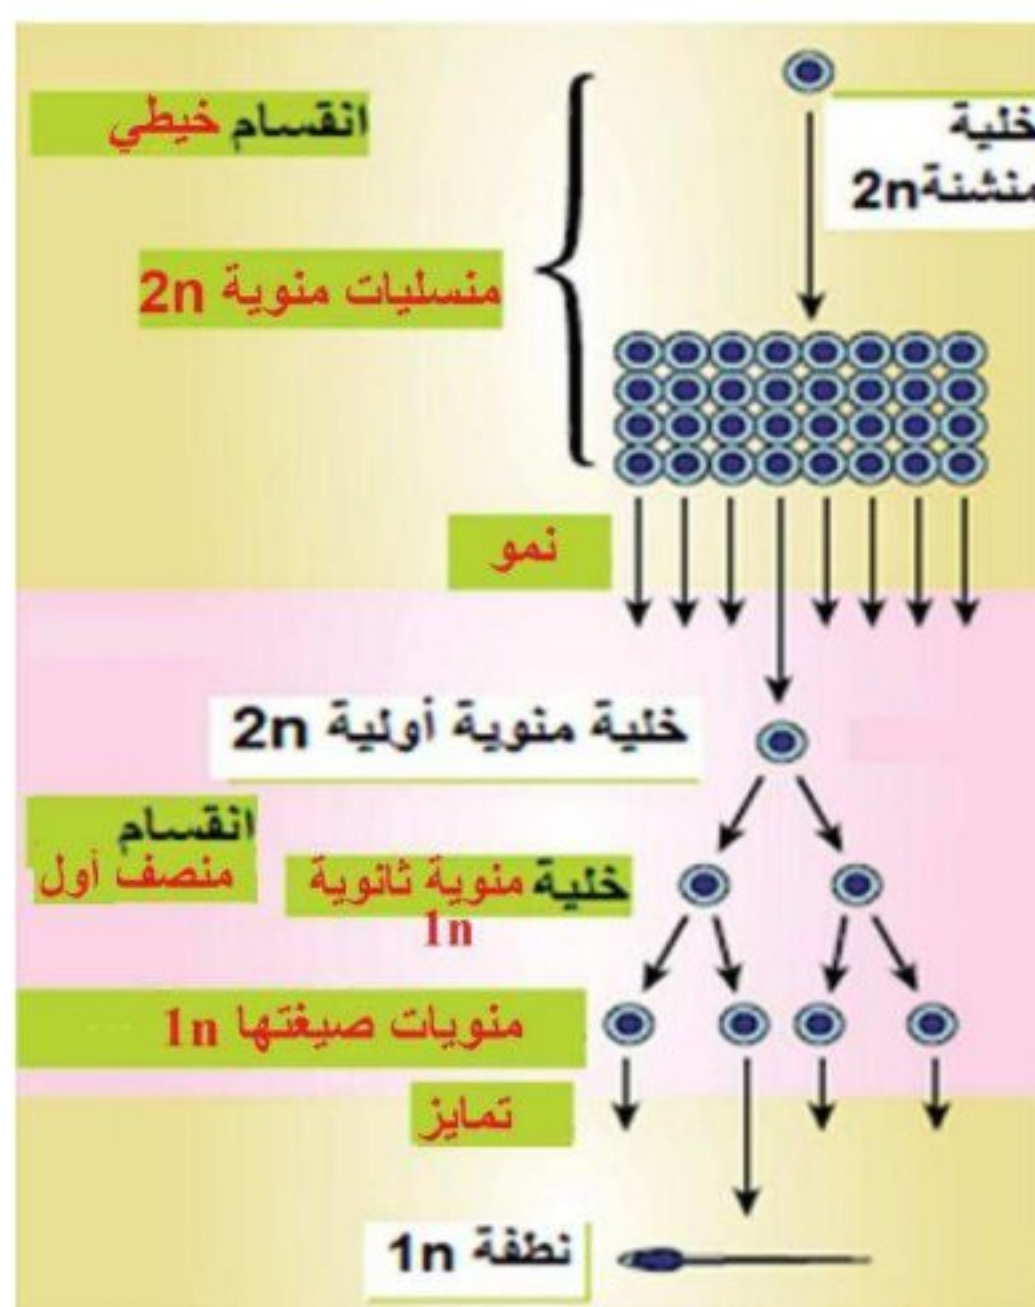 خلية
منشنة2n
انقسام خيطي
منسليات منوية 2n
نمو
خلية منوية أولية 2n
انقسام
منصف أول
خلية منوية ثانوية
1n
منويات صيغتها 1n
تمايز
نطفة 1n